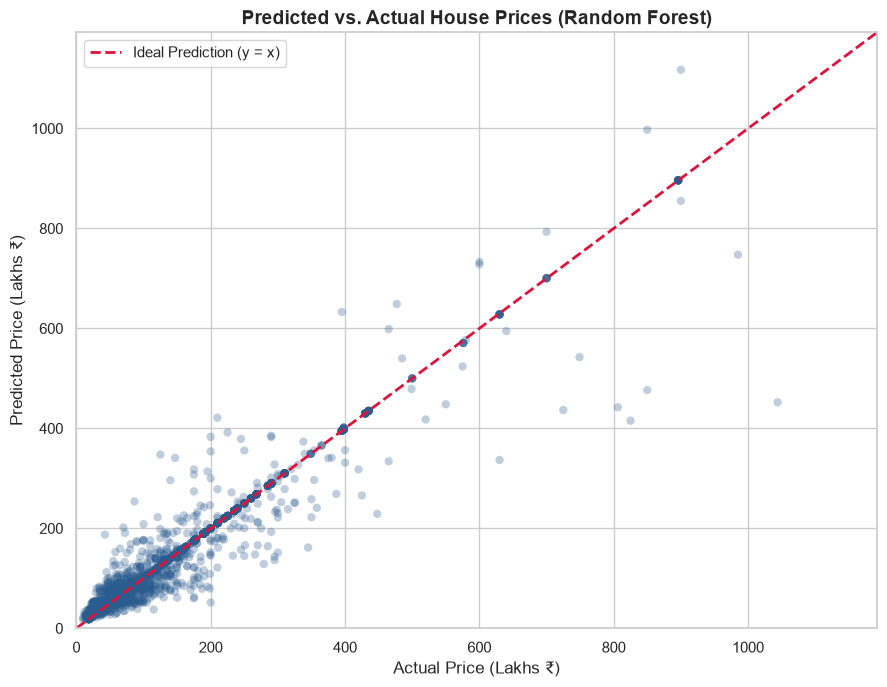 Predicted vs. Actual House Prices (Random Forest)
Ideal Prediction (y = x)
Predicted Price (Lakhs ₹)
1000
800
600
400
200
0
0 200 400 600 800 1000
Actual Price (Lakhs ₹)